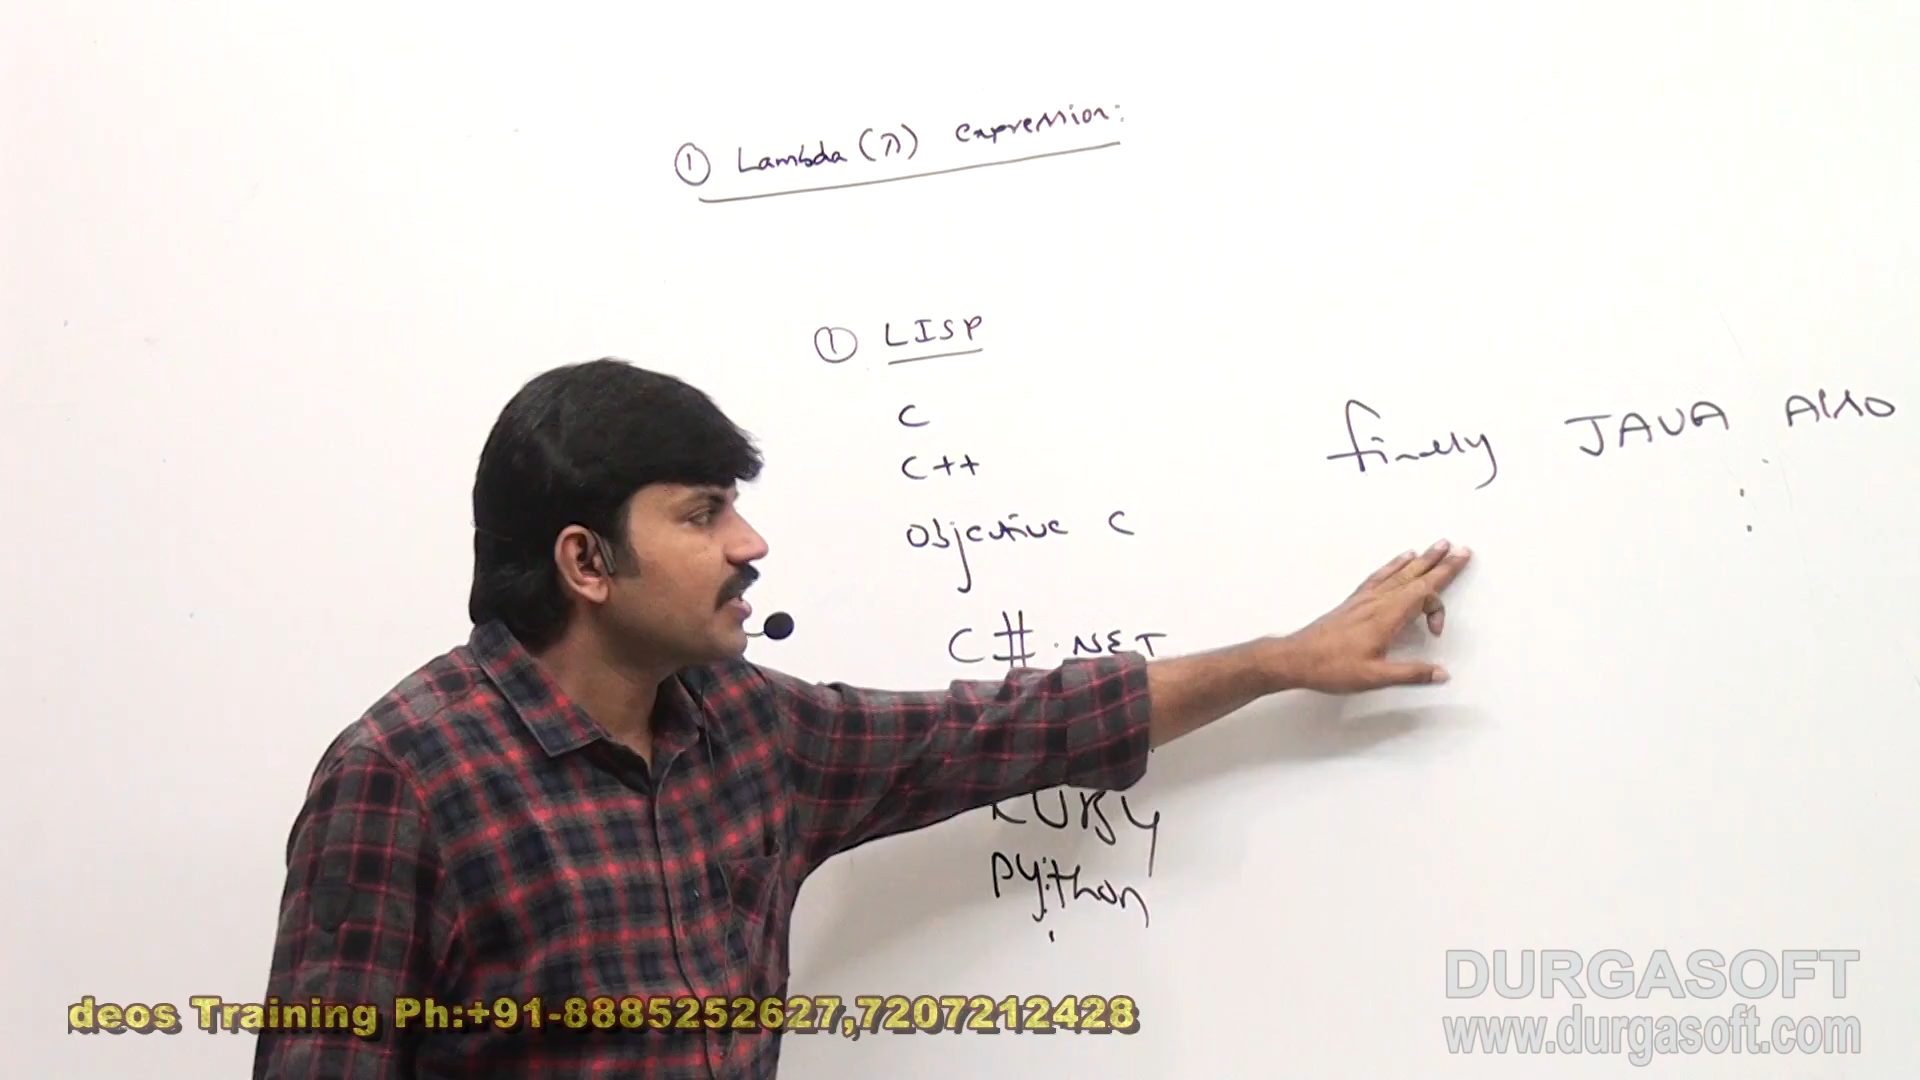 ① Lambda (λ) Expression:
① LISP
C
C++
Objective C
C#.NET
RUBY
Python
finally JAVA Also
deos Training Ph:+91-8885252627,7207212428
DURGASOFT
www.durgasoft.com